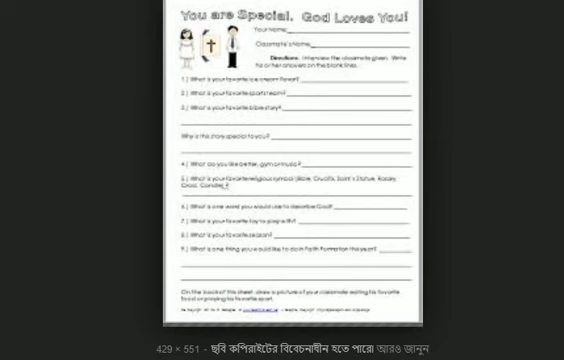 You are Special. God Loves You!
Your Name:
Classmate's Name
Directions: Interview the classmate given. Write
his or her answers on the blank lines.
1.) What is your favorite ice cream flavor?
2.) What is your favorite sports team?
3.) What is your favorite bible story?
Why is this story special to you?
4.) What do you like better, gym or music?
5.) What is your favorite religious symbol (Bible, Crucifix, Saint's Statue, Rosary
Cross, Candle)?
6.) What is one word you would use to describe God?
7.) What is your favorite toy to play with?
8.) What is your favorite season?
9.) What is one thing you would like to do in Faith Formation this year?
On the back of this sheet, draw a picture of your classmate eating his favorite
food or playing his favorite sport.
429 × 551 - ছবি কপিরাইটের বিবেচনাধীন হতে পারে৷ আরও জানুন